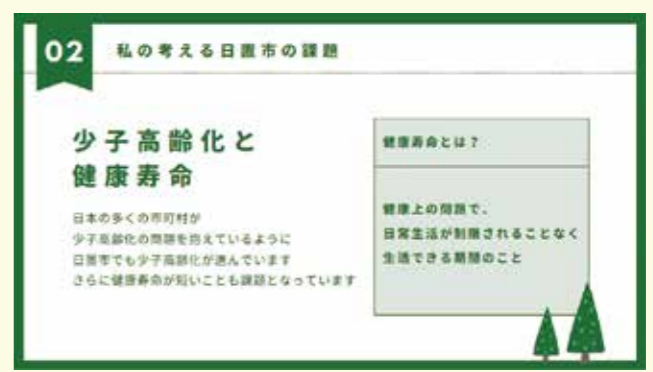 02
私の考える日置市の課題
少子高齢化と
健康寿命
日本の多くの市町村が
少子高齢化の問題を抱えているように
日置市でも少子高齢化が進んでいます
さらに健康寿命が短いことも課題となっています
健康寿命とは？
健康上の問題で、
日常生活が制限されることなく
生活できる期間のこと